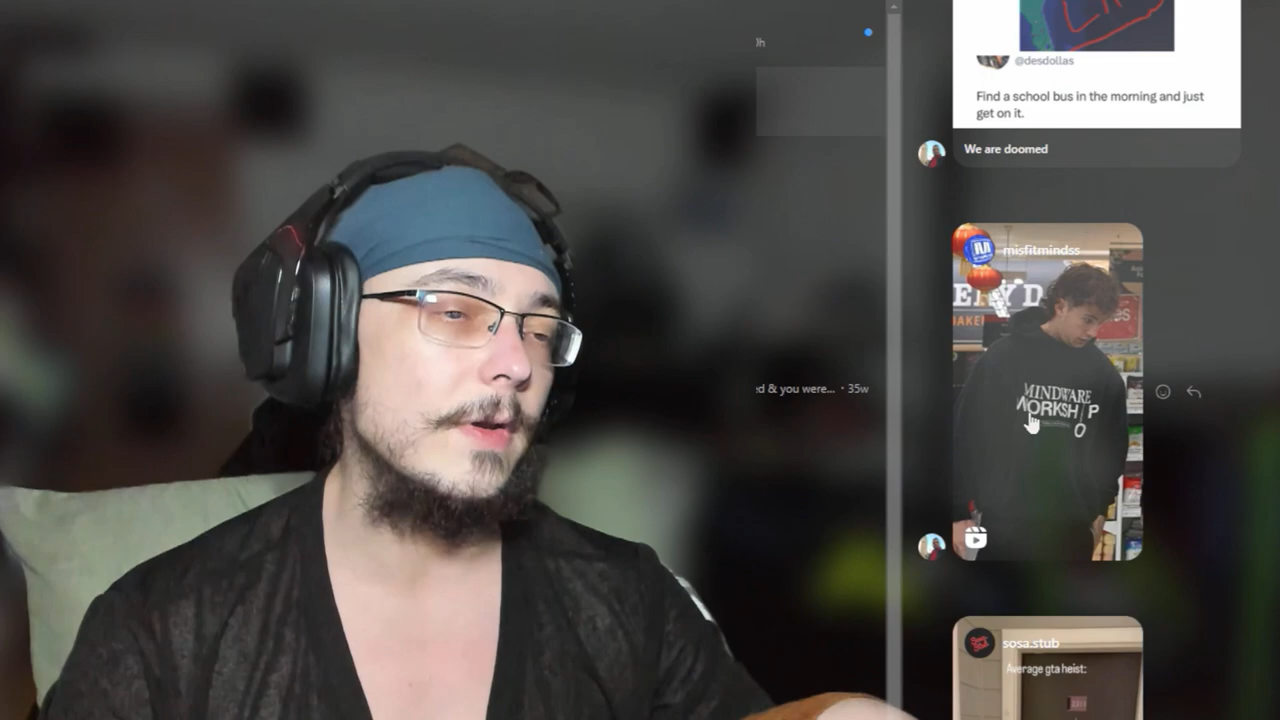 @desdollas
Find a school bus in the morning and just
get on it.
We are doomed
misfitmindss
MINDWARE
WORKSHOP
... • 35w
& you were
sosa.stub
Average gta heist: